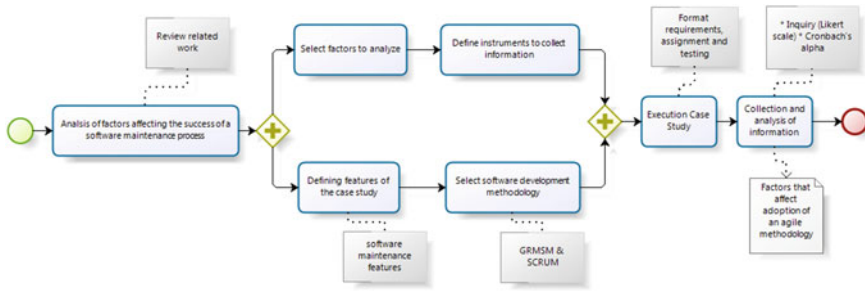 Review related
work
Analsis of factors affecting the success of a
software maintenance process
Select factors to analyze
Define instruments to collect
information
Defining features of
the case study
software
maintenance
features
Select software development
methodology
GRMSM &
SCRUM
Format
requirements,
assignment and
testing
Execution Case
Study
* Inquiry (Likert
scale) * Cronbach's
alpha
Collection and
analysis of
information
Factors that
affect
adoption of
an agile
methodology